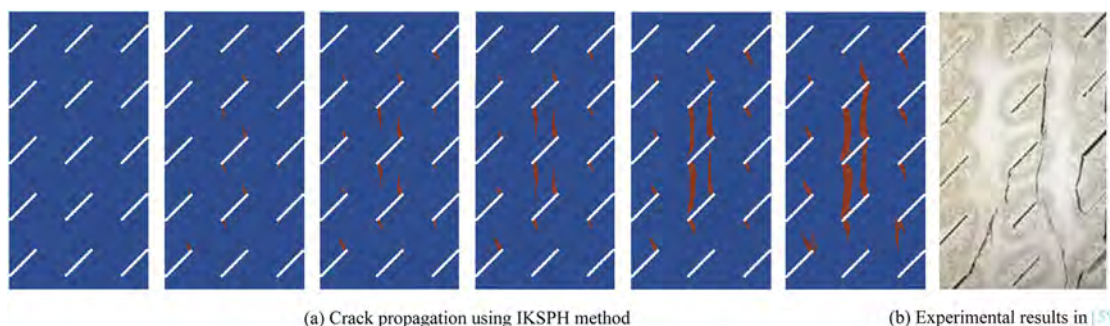 (a) Crack propagation using IKSPH method
(b) Experimental results in